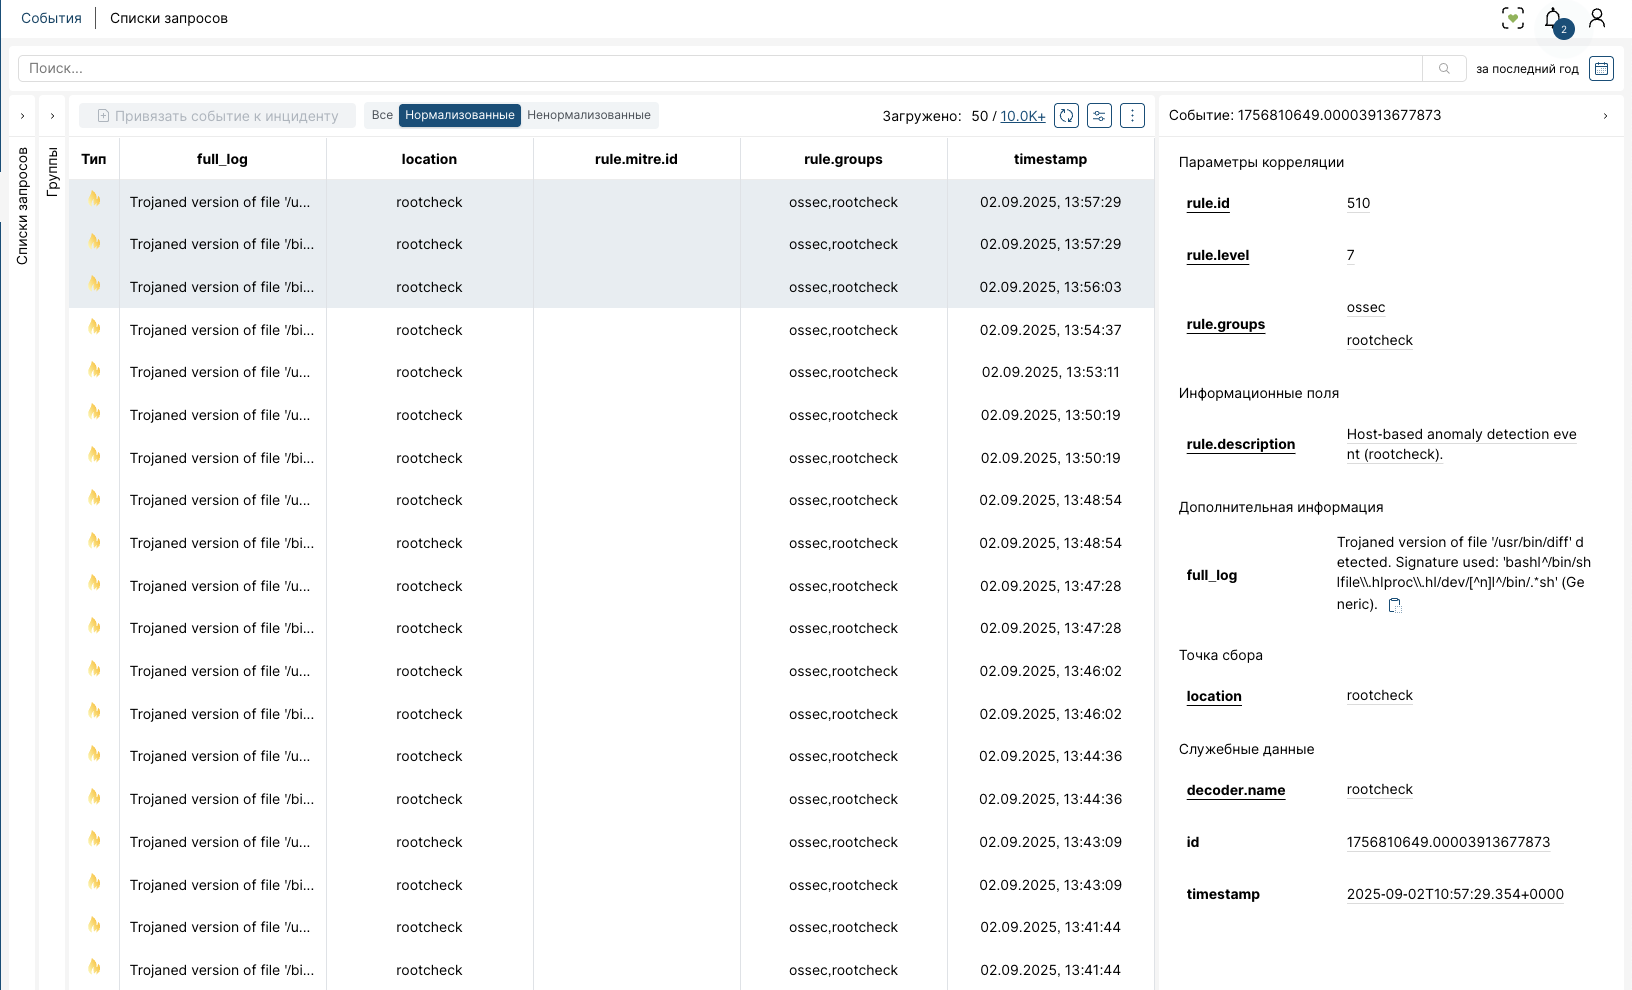 События
Списки запросов
2
Поиск...
за последний год
Списки запросов
Группы
Привязать событие к инциденту
Все
Нормализованные
Ненормализованные
Загружено: 50 / 10.0K+
Тип full_log location rule.mitre.id rule.groups timestamp
Trojaned version of file '/u... rootcheck ossec,rootcheck 02.09.2025, 13:57:29
Trojaned version of file '/bi... rootcheck ossec,rootcheck 02.09.2025, 13:57:29
Trojaned version of file '/bi... rootcheck ossec,rootcheck 02.09.2025, 13:56:03
Trojaned version of file '/bi... rootcheck ossec,rootcheck 02.09.2025, 13:54:37
Trojaned version of file '/u... rootcheck ossec,rootcheck 02.09.2025, 13:53:11
Trojaned version of file '/u... rootcheck ossec,rootcheck 02.09.2025, 13:50:19
Trojaned version of file '/bi... rootcheck ossec,rootcheck 02.09.2025, 13:50:19
Trojaned version of file '/u... rootcheck ossec,rootcheck 02.09.2025, 13:48:54
Trojaned version of file '/bi... rootcheck ossec,rootcheck 02.09.2025, 13:48:54
Trojaned version of file '/u... rootcheck ossec,rootcheck 02.09.2025, 13:47:28
Trojaned version of file '/bi... rootcheck ossec,rootcheck 02.09.2025, 13:47:28
Trojaned version of file '/u... rootcheck ossec,rootcheck 02.09.2025, 13:46:02
Trojaned version of file '/bi... rootcheck ossec,rootcheck 02.09.2025, 13:46:02
Trojaned version of file '/u... rootcheck ossec,rootcheck 02.09.2025, 13:44:36
Trojaned version of file '/bi... rootcheck ossec,rootcheck 02.09.2025, 13:44:36
Trojaned version of file '/u... rootcheck ossec,rootcheck 02.09.2025, 13:43:09
Trojaned version of file '/bi... rootcheck ossec,rootcheck 02.09.2025, 13:43:09
Trojaned version of file '/u... rootcheck ossec,rootcheck 02.09.2025, 13:41:44
Trojaned version of file '/bi... rootcheck ossec,rootcheck 02.09.2025, 13:41:44
Событие: 1756810649.00003913677873
Параметры корреляции
rule.id 510
rule.level 7
rule.groups
ossec
rootcheck
Информационные поля
rule.description
Host-based anomaly detection eve
nt (rootcheck).
Дополнительная информация
full_log
Trojaned version of file '/usr/bin/diff' d
etected. Signature used: 'bash|^/bin/sh
|file\\.h|proc\\.h|/dev/[^n]|^/bin/.*sh' (Ge
neric).
Точка сбора
location rootcheck
Служебные данные
decoder.name rootcheck
id 1756810649.00003913677873
timestamp 2025-09-02T10:57:29.354+0000